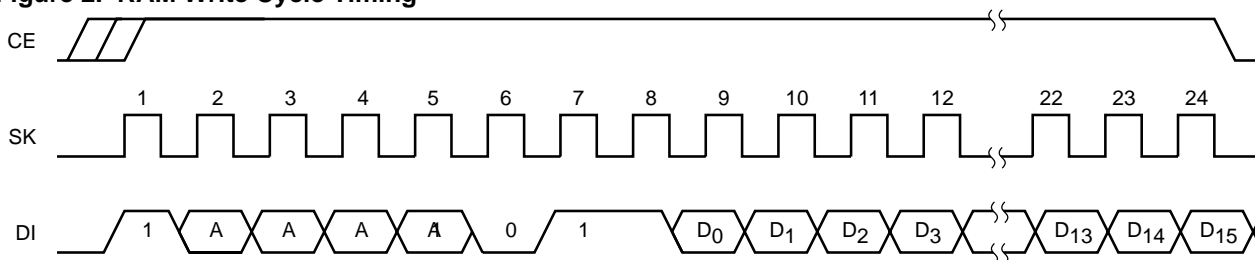 Figure 2. RAM Write Cycle Timing
CE
1 2 3 4 5 6 7 8 9 10 11 12 22 23 24
SK
DI 1 A A A A 0 1 D0 D1 D2 D3 D13 D14 D15